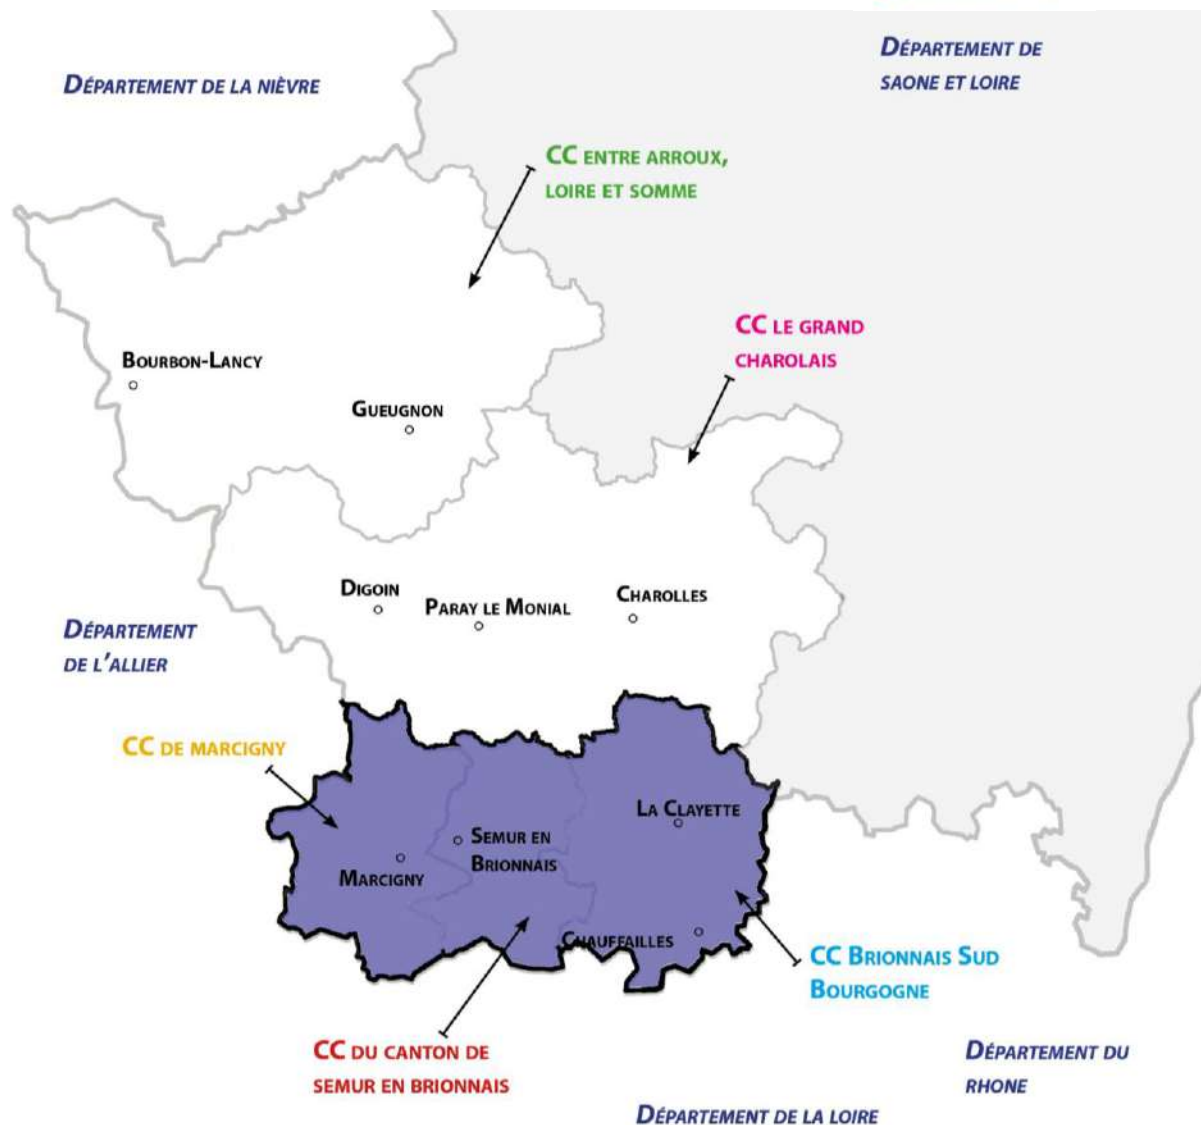 DÉPARTEMENT DE LA NIÈVRE
DÉPARTEMENT DE
SAONE ET LOIRE
CC ENTRE ARROUX,
LOIRE ET SOMME
CC LE GRAND
CHAROLAIS
BOURBON-LANCY
GUEUGNON
DIGOIN
PARAY LE MONIAL
CHAROLLES
DÉPARTEMENT
DE L'ALLIER
CC DE MARCIGNY
LA CLAYETTE
SEMUR EN
BRIONNAIS
MARCIGNY
CHAUFFAILLES
CC BRIONNAIS SUD
BOURGOGNE
CC DU CANTON DE
SEMUR EN BRIONNAIS
DÉPARTEMENT DU
RHONE
DÉPARTEMENT DE LA LOIRE